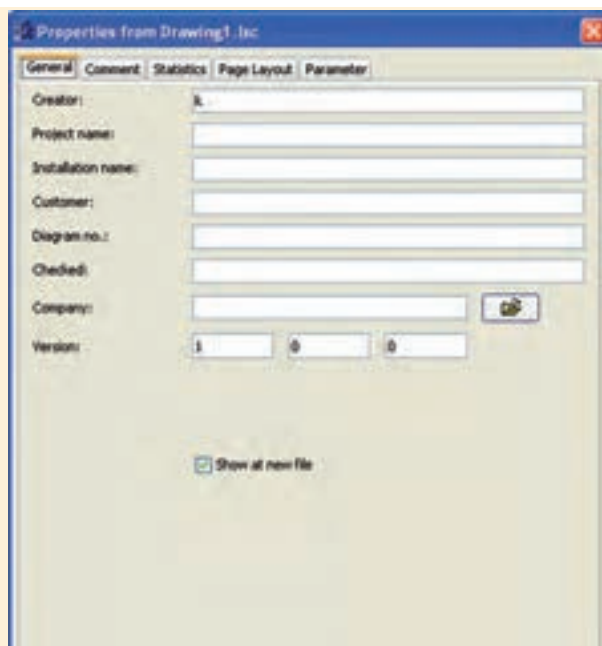 Properties from Drawing1.lsc
General Comment Statistics Page Layout Parameter
Creator:
Project name:
Installation name:
Customer:
Diagram no.:
Checked:
Company:
Version: 1 0 0
Show at new file